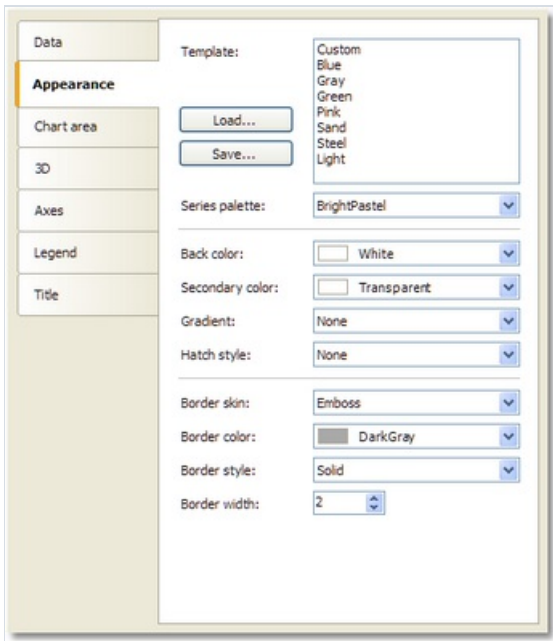 Data
Appearance
Chart area
3D
Axes
Legend
Title
Template:
Custom
Blue
Gray
Green
Pink
Sand
Steel
Light
Load...
Save...
Series palette: BrightPastel
Back color: White
Secondary color: Transparent
Gradient: None
Hatch style: None
Border skin: Emboss
Border color: DarkGray
Border style: Solid
Border width: 2